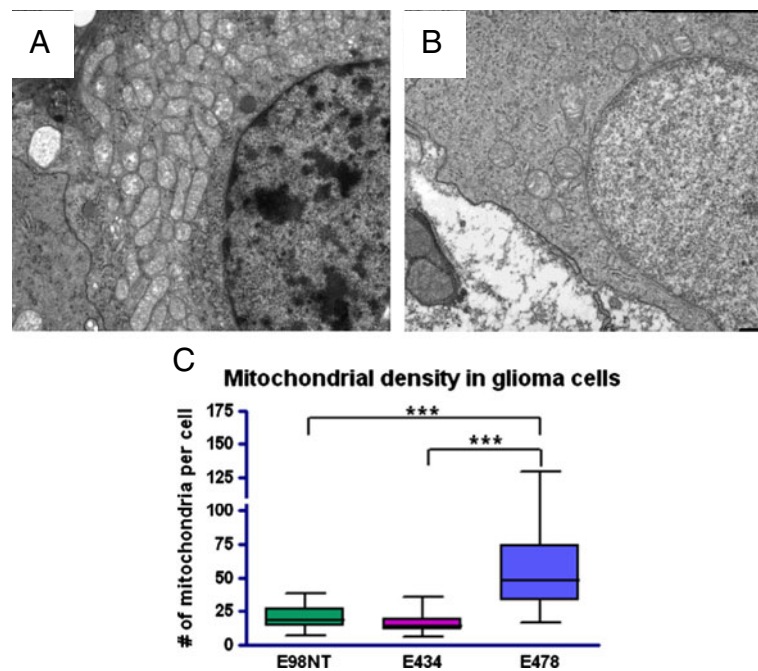 A
B
C
Mitochondrial density in glioma cells
# of mitochondria per cell
175
150
125
100
75
50
25
0
***
***
E98NT
E434
E478